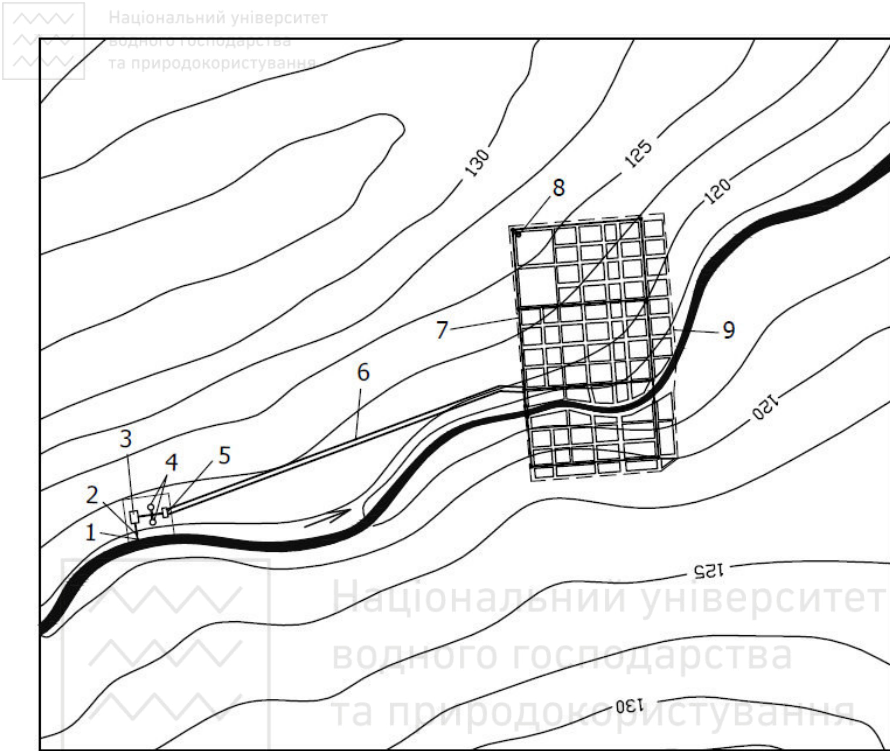 Національний університет
водного господарства
та природокористування
130
125
120
8
7
9
6
120
3
4
5
2
1
125
Національний університет
водного господарства
та природокористування
130